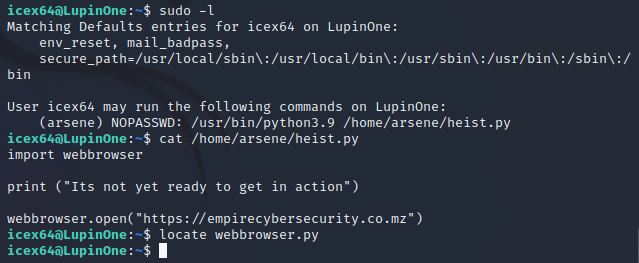 icex64@LupinOne:~$ sudo -l
Matching Defaults entries for icex64 on LupinOne:
    env_reset, mail_badpass,
    secure_path=/usr/local/sbin\:/usr/local/bin\:/usr/sbin\:/usr/bin\:/sbin\:/
bin

User icex64 may run the following commands on LupinOne:
    (arsene) NOPASSWD: /usr/bin/python3.9 /home/arsene/heist.py
icex64@LupinOne:~$ cat /home/arsene/heist.py
import webbrowser

print ("Its not yet ready to get in action")

webbrowser.open("https://empirecybersecurity.co.mz")
icex64@LupinOne:~$ locate webbrowser.py
icex64@LupinOne:~$